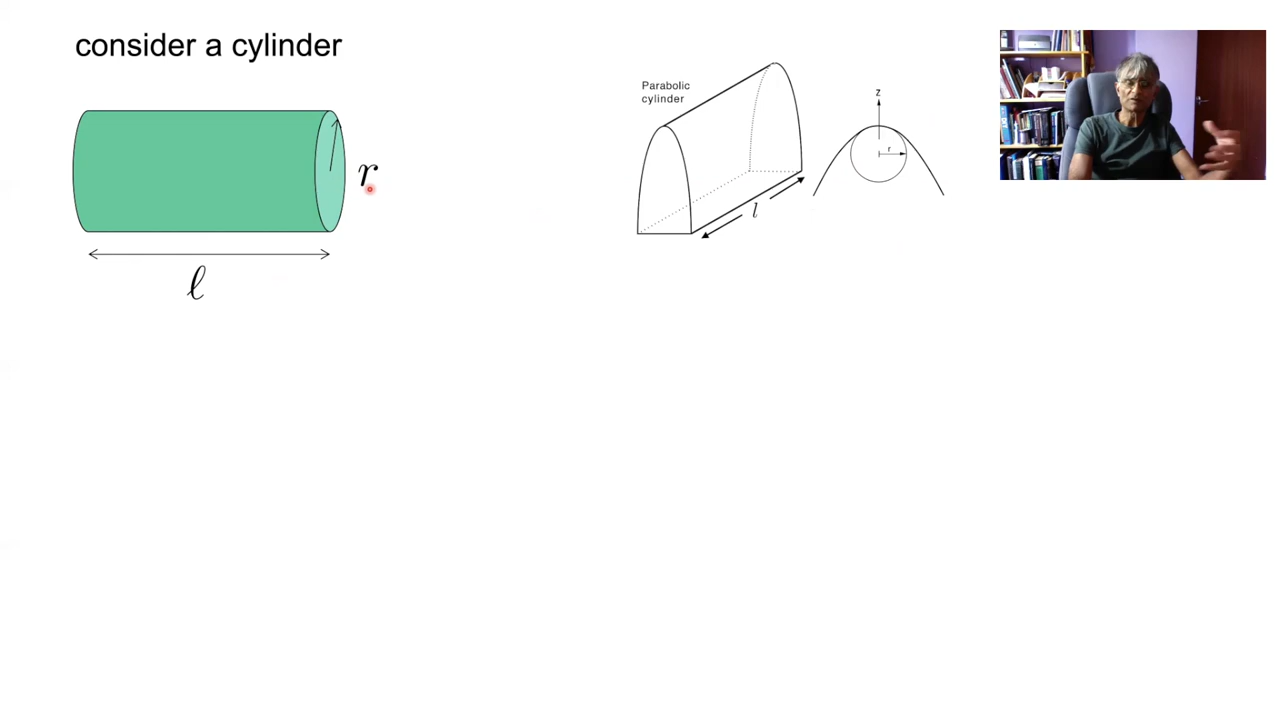 consider a cylinder
r
ℓ
Parabolic
cylinder
l
z
r